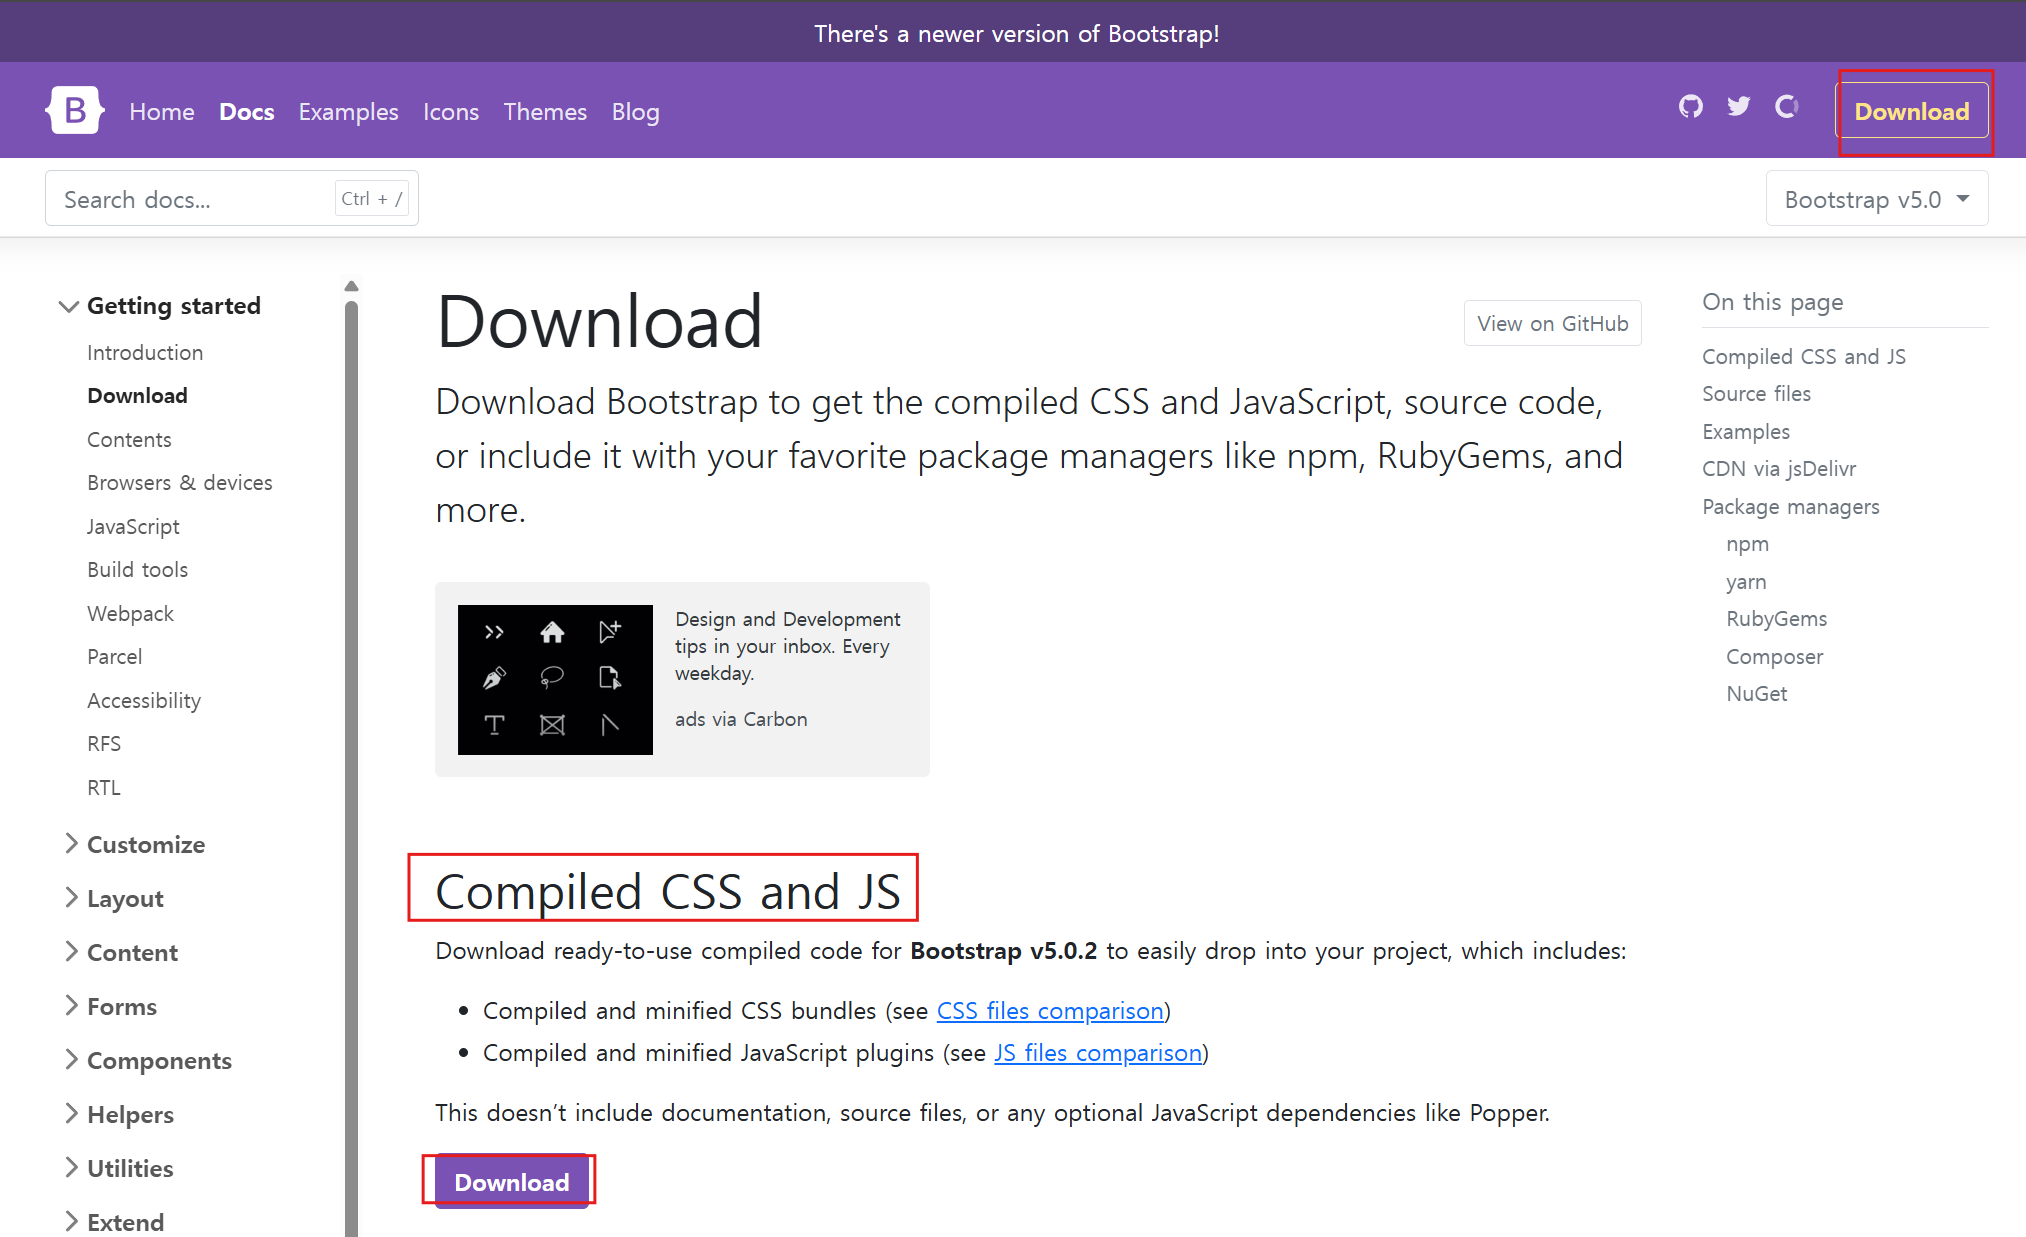 There's a newer version of Bootstrap!
B Home Docs Examples Icons Themes Blog Download
Search docs... Ctrl + / Bootstrap v5.0
Getting started
Introduction
Download
Contents
Browsers & devices
JavaScript
Build tools
Webpack
Parcel
Accessibility
RFS
RTL
Customize
Layout
Content
Forms
Components
Helpers
Utilities
Extend
Download
View on GitHub
Download Bootstrap to get the compiled CSS and JavaScript, source code,
or include it with your favorite package managers like npm, RubyGems, and
more.
Design and Development
tips in your inbox. Every
weekday.
ads via Carbon
Compiled CSS and JS
Download ready-to-use compiled code for Bootstrap v5.0.2 to easily drop into your project, which includes:
• Compiled and minified CSS bundles (see CSS files comparison)
• Compiled and minified JavaScript plugins (see JS files comparison)
This doesn’t include documentation, source files, or any optional JavaScript dependencies like Popper.
Download
On this page
Compiled CSS and JS
Source files
Examples
CDN via jsDelivr
Package managers
npm
yarn
RubyGems
Composer
NuGet